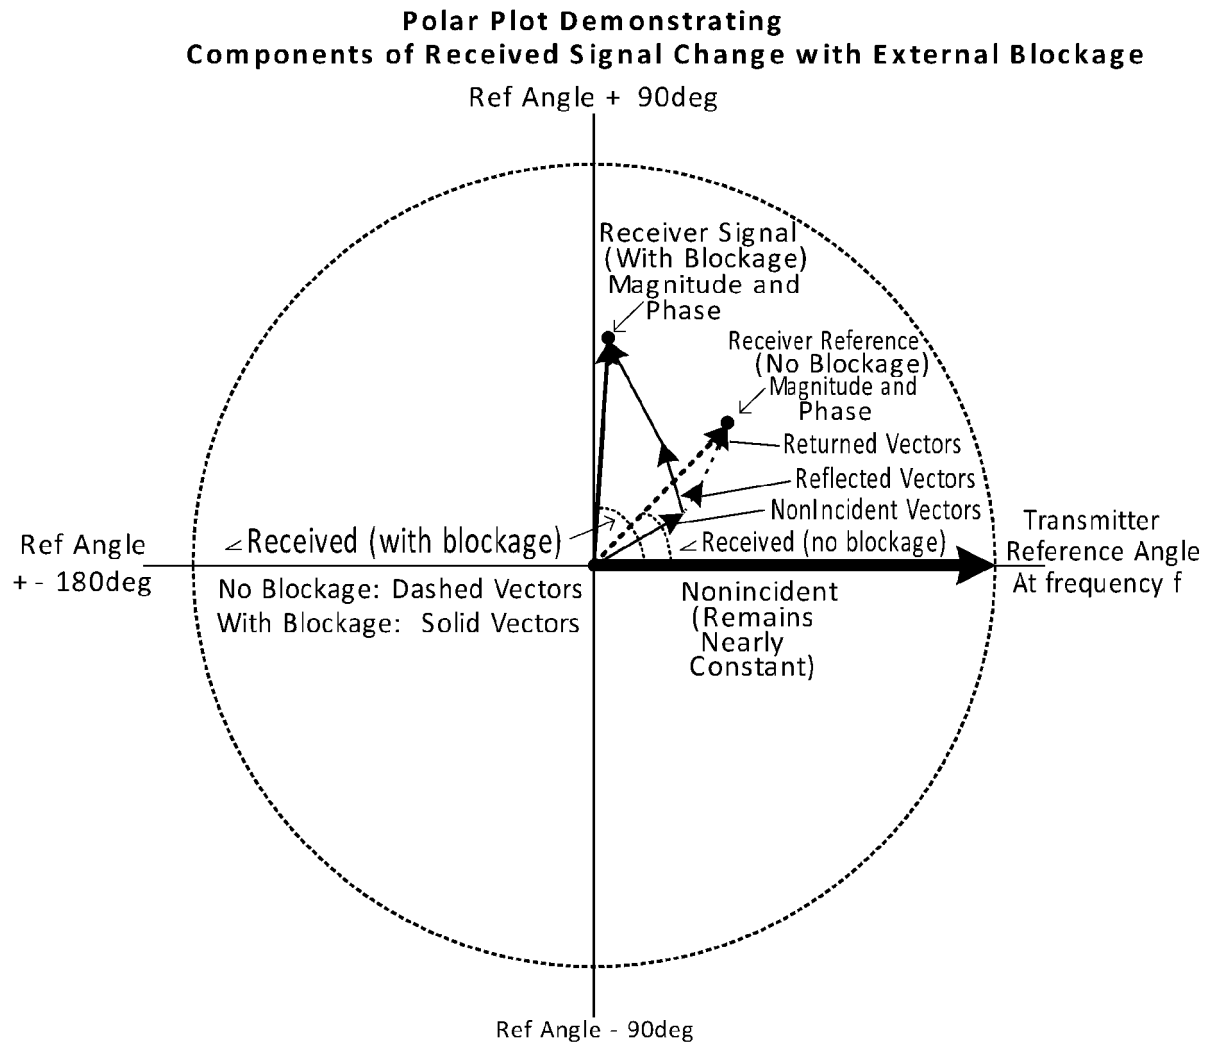 Polar Plot Demonstrating
Components of Received Signal Change with External Blockage
Ref Angle + 90deg
Receiver Signal
(With Blockage)
Magnitude and
Phase
Receiver Reference
(No Blockage)
Magnitude and
Phase
Returned Vectors
Reflected Vectors
NonIncident Vectors
∠Received (with blockage)
∠Received (no blockage)
Ref Angle
+ - 180deg
Transmitter
Reference Angle
At frequency f
No Blockage: Dashed Vectors
With Blockage: Solid Vectors
Nonincident
(Remains
Nearly
Constant)
Ref Angle - 90deg